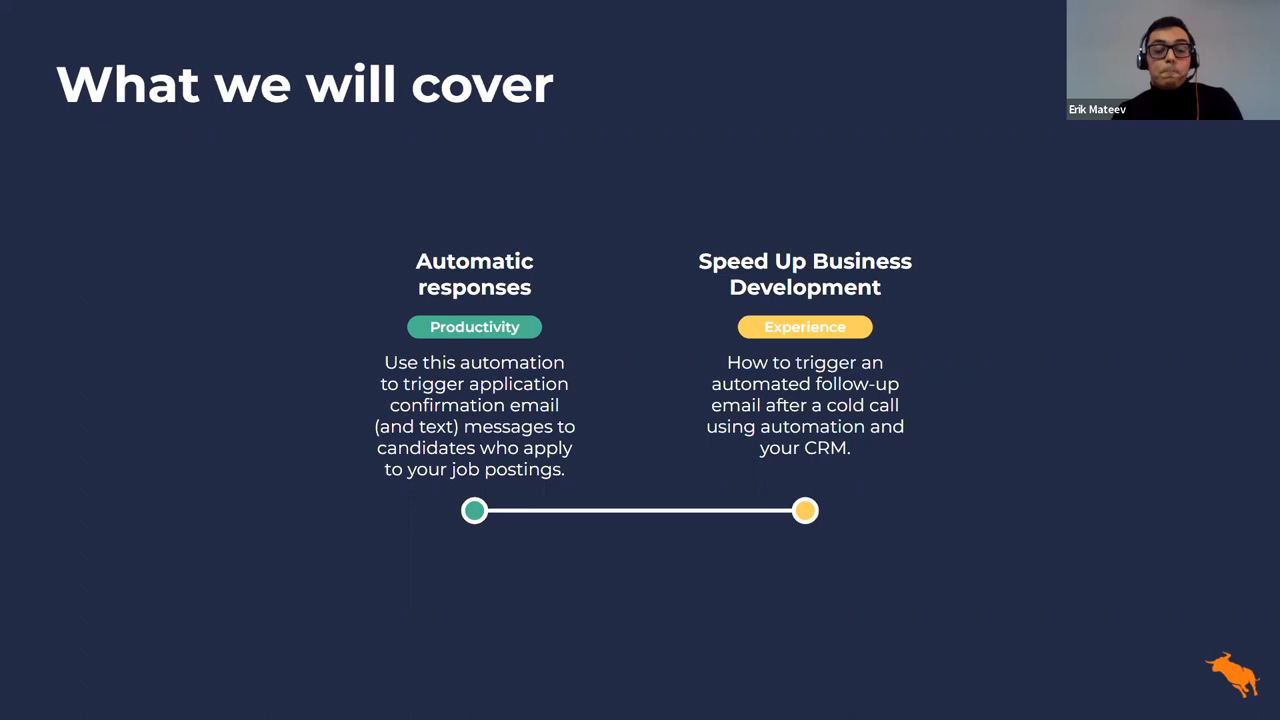 What we will cover
Erik Mateev
Automatic
responses
Productivity
Use this automation
to trigger application
confirmation email
(and text) messages to
candidates who apply
to your job postings.
Speed Up Business
Development
Experience
How to trigger an
automated follow-up
email after a cold call
using automation and
your CRM.